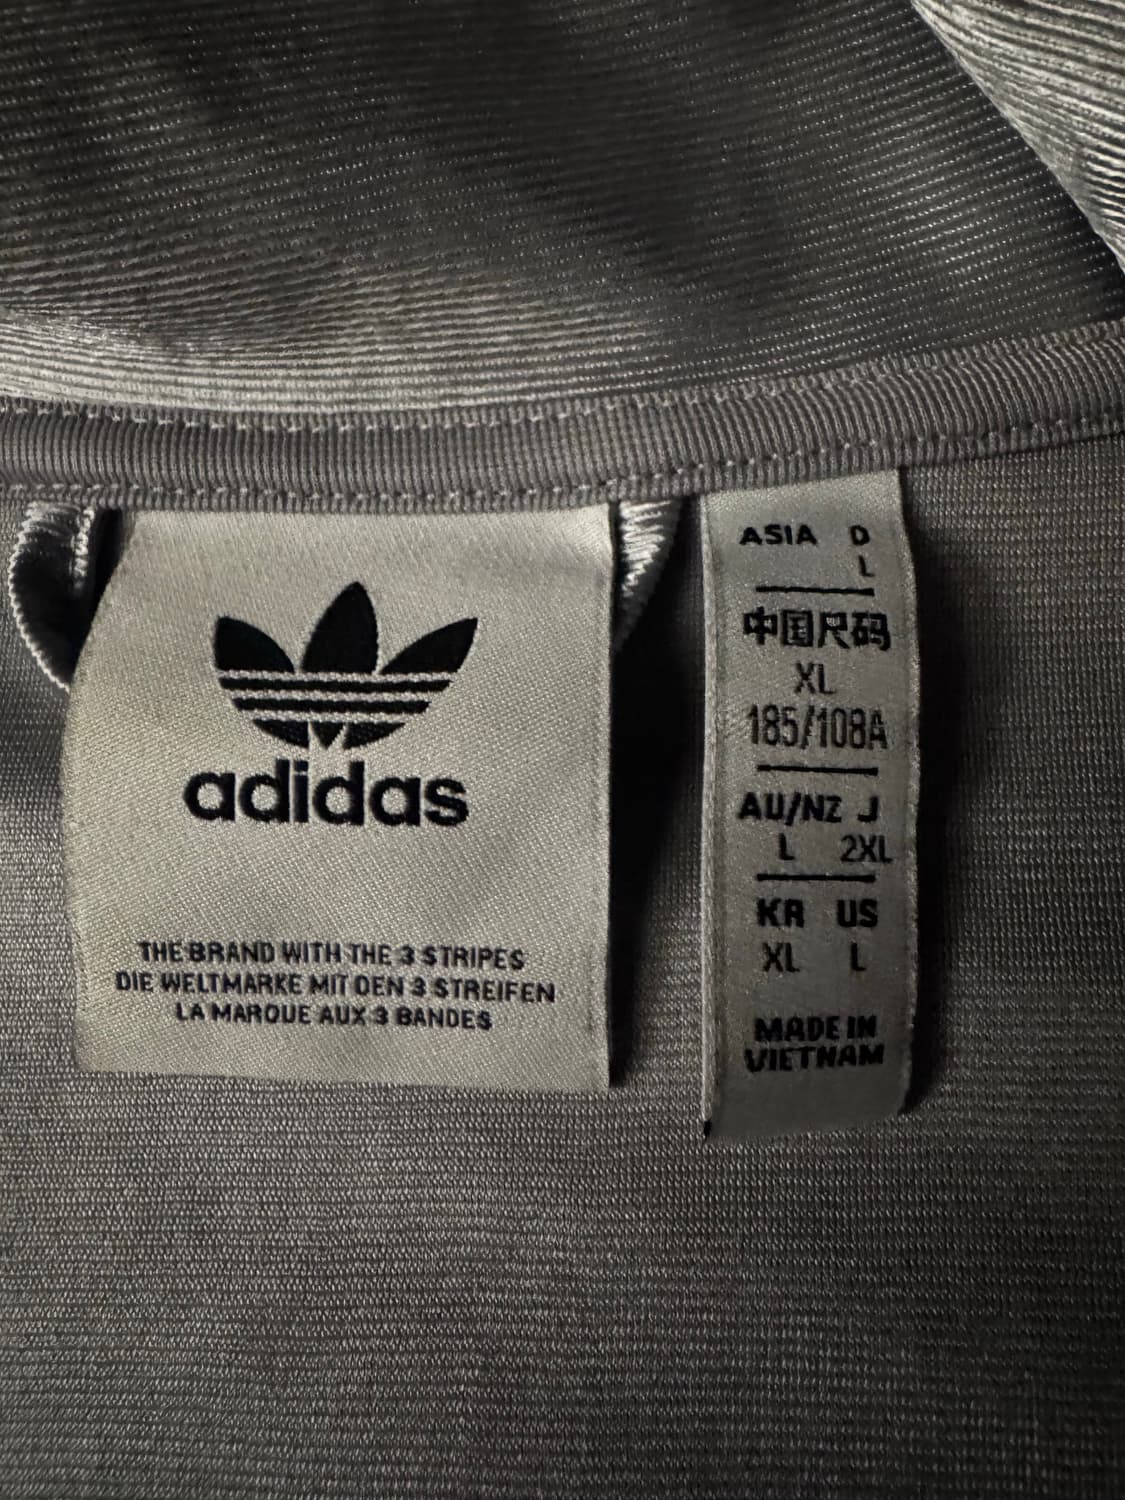 adidas
THE BRAND WITH THE 3 STRIPES
DIE WELTMARKE MIT DEN 3 STREIFEN
LA MARQUE AUX 3 BANDES
ASIA D
L
中国尺码
XL
185/108A
AU/NZ J
L 2XL
KR US
XL L
MADE IN
VIETNAM